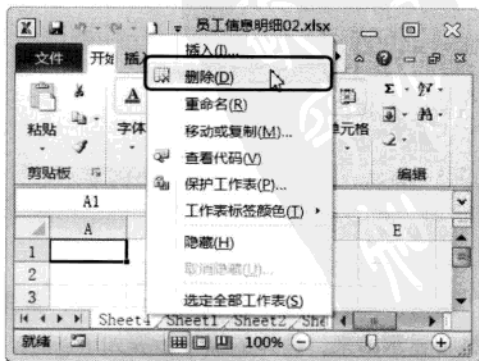 员工信息明细02.xlsx
文件 开始 插
插入(I)...
删除(D)
重命名(R)
移动或复制(M)...
查看代码(V)
保护工作表(P)...
工作表标签颜色(T)
隐藏(H)
取消隐藏(U)...
选定全部工作表(S)
粘贴 字体 单元格
剪贴板 编辑
A1
A E
1
2
3
Sheet4 Sheet1 Sheet2 She
就绪 100%